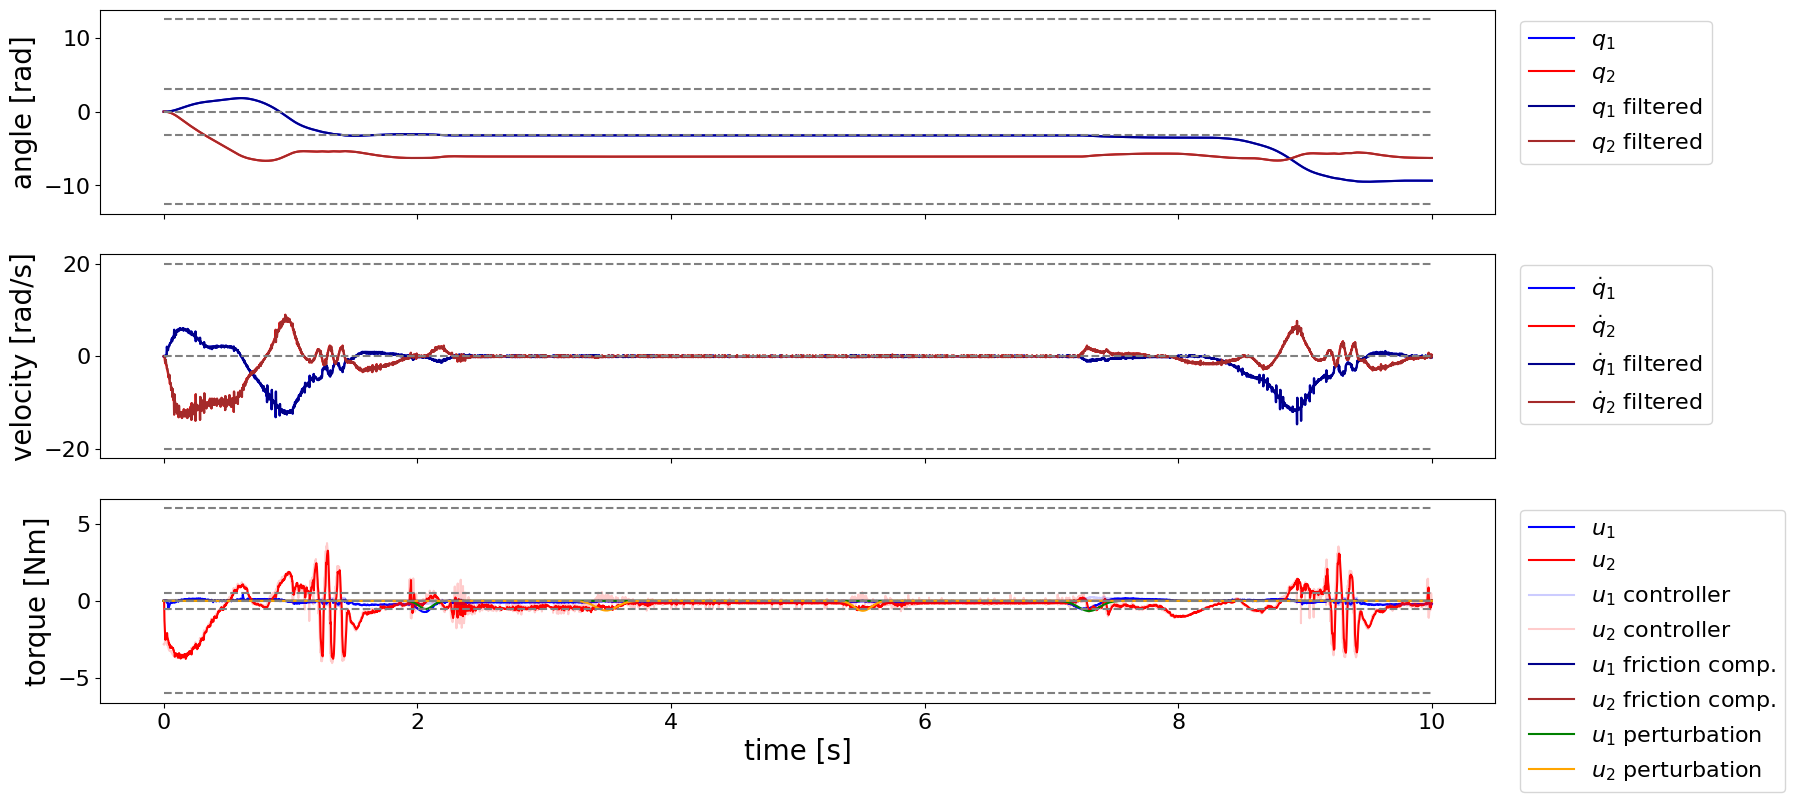 angle [rad]
10
0
−10
q₁
q₂
q₁ filtered
q₂ filtered
velocity [rad/s]
20
0
−20
q̇₁
q̇₂
q̇₁ filtered
q̇₂ filtered
torque [Nm]
5
0
−5
0 2 4 6 8 10
time [s]
u₁
u₂
u₁ controller
u₂ controller
u₁ friction comp.
u₂ friction comp.
u₁ perturbation
u₂ perturbation